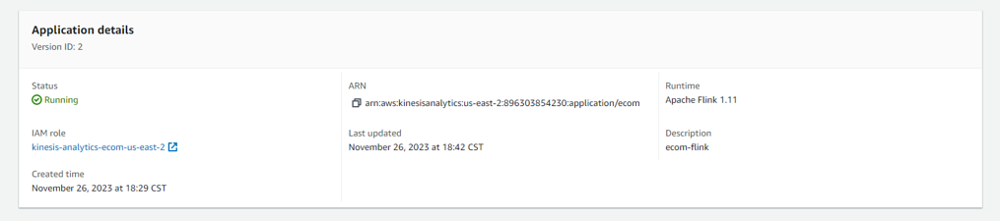 Application details
Version ID: 2
Status
Running
ARN
arn:aws:kinesisanalytics:us-east-2:896303854230:application/ecom
Runtime
Apache Flink 1.11
IAM role
kinesis-analytics-ecom-us-east-2
Last updated
November 26, 2023 at 18:42 CST
Description
ecom-flink
Created time
November 26, 2023 at 18:29 CST